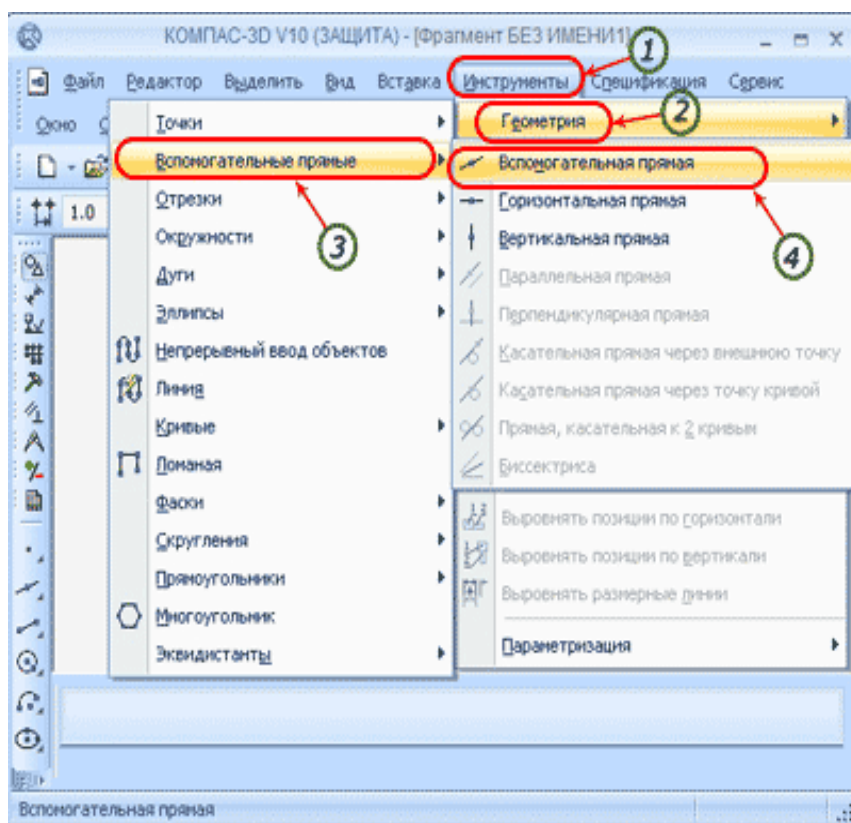 КОМПАС-3D V10 (ЗАЩИТА) - [Фрагмент БЕЗ ИМЕНИ1]
1
Файл Редактор Выделить Вид Вставка Инструменты Спецификация Сервис
Окно
Точки
Геометрия
2
Вспомогательные прямые
Вспомогательная прямая
1.0
Отрезки
Горизонтальная прямая
3
Окружности
Вертикальная прямая
4
Дуги
Параллельная прямая
Эллипсы
Перпендикулярная прямая
Непрерывный ввод объектов
Касательная прямая через внешнюю точку
Линия
Касательная прямая через точку кривой
Кривые
Прямая, касательная к 2 кривым
Ломаная
Биссектриса
Фаски
Выровнять позиции по горизонтали
Скругления
Выровнять позиции по вертикали
Прямоугольники
Выровнять размерные линии
Многоугольник
Эквидистанты
Параметризация
Вспомогательная прямая